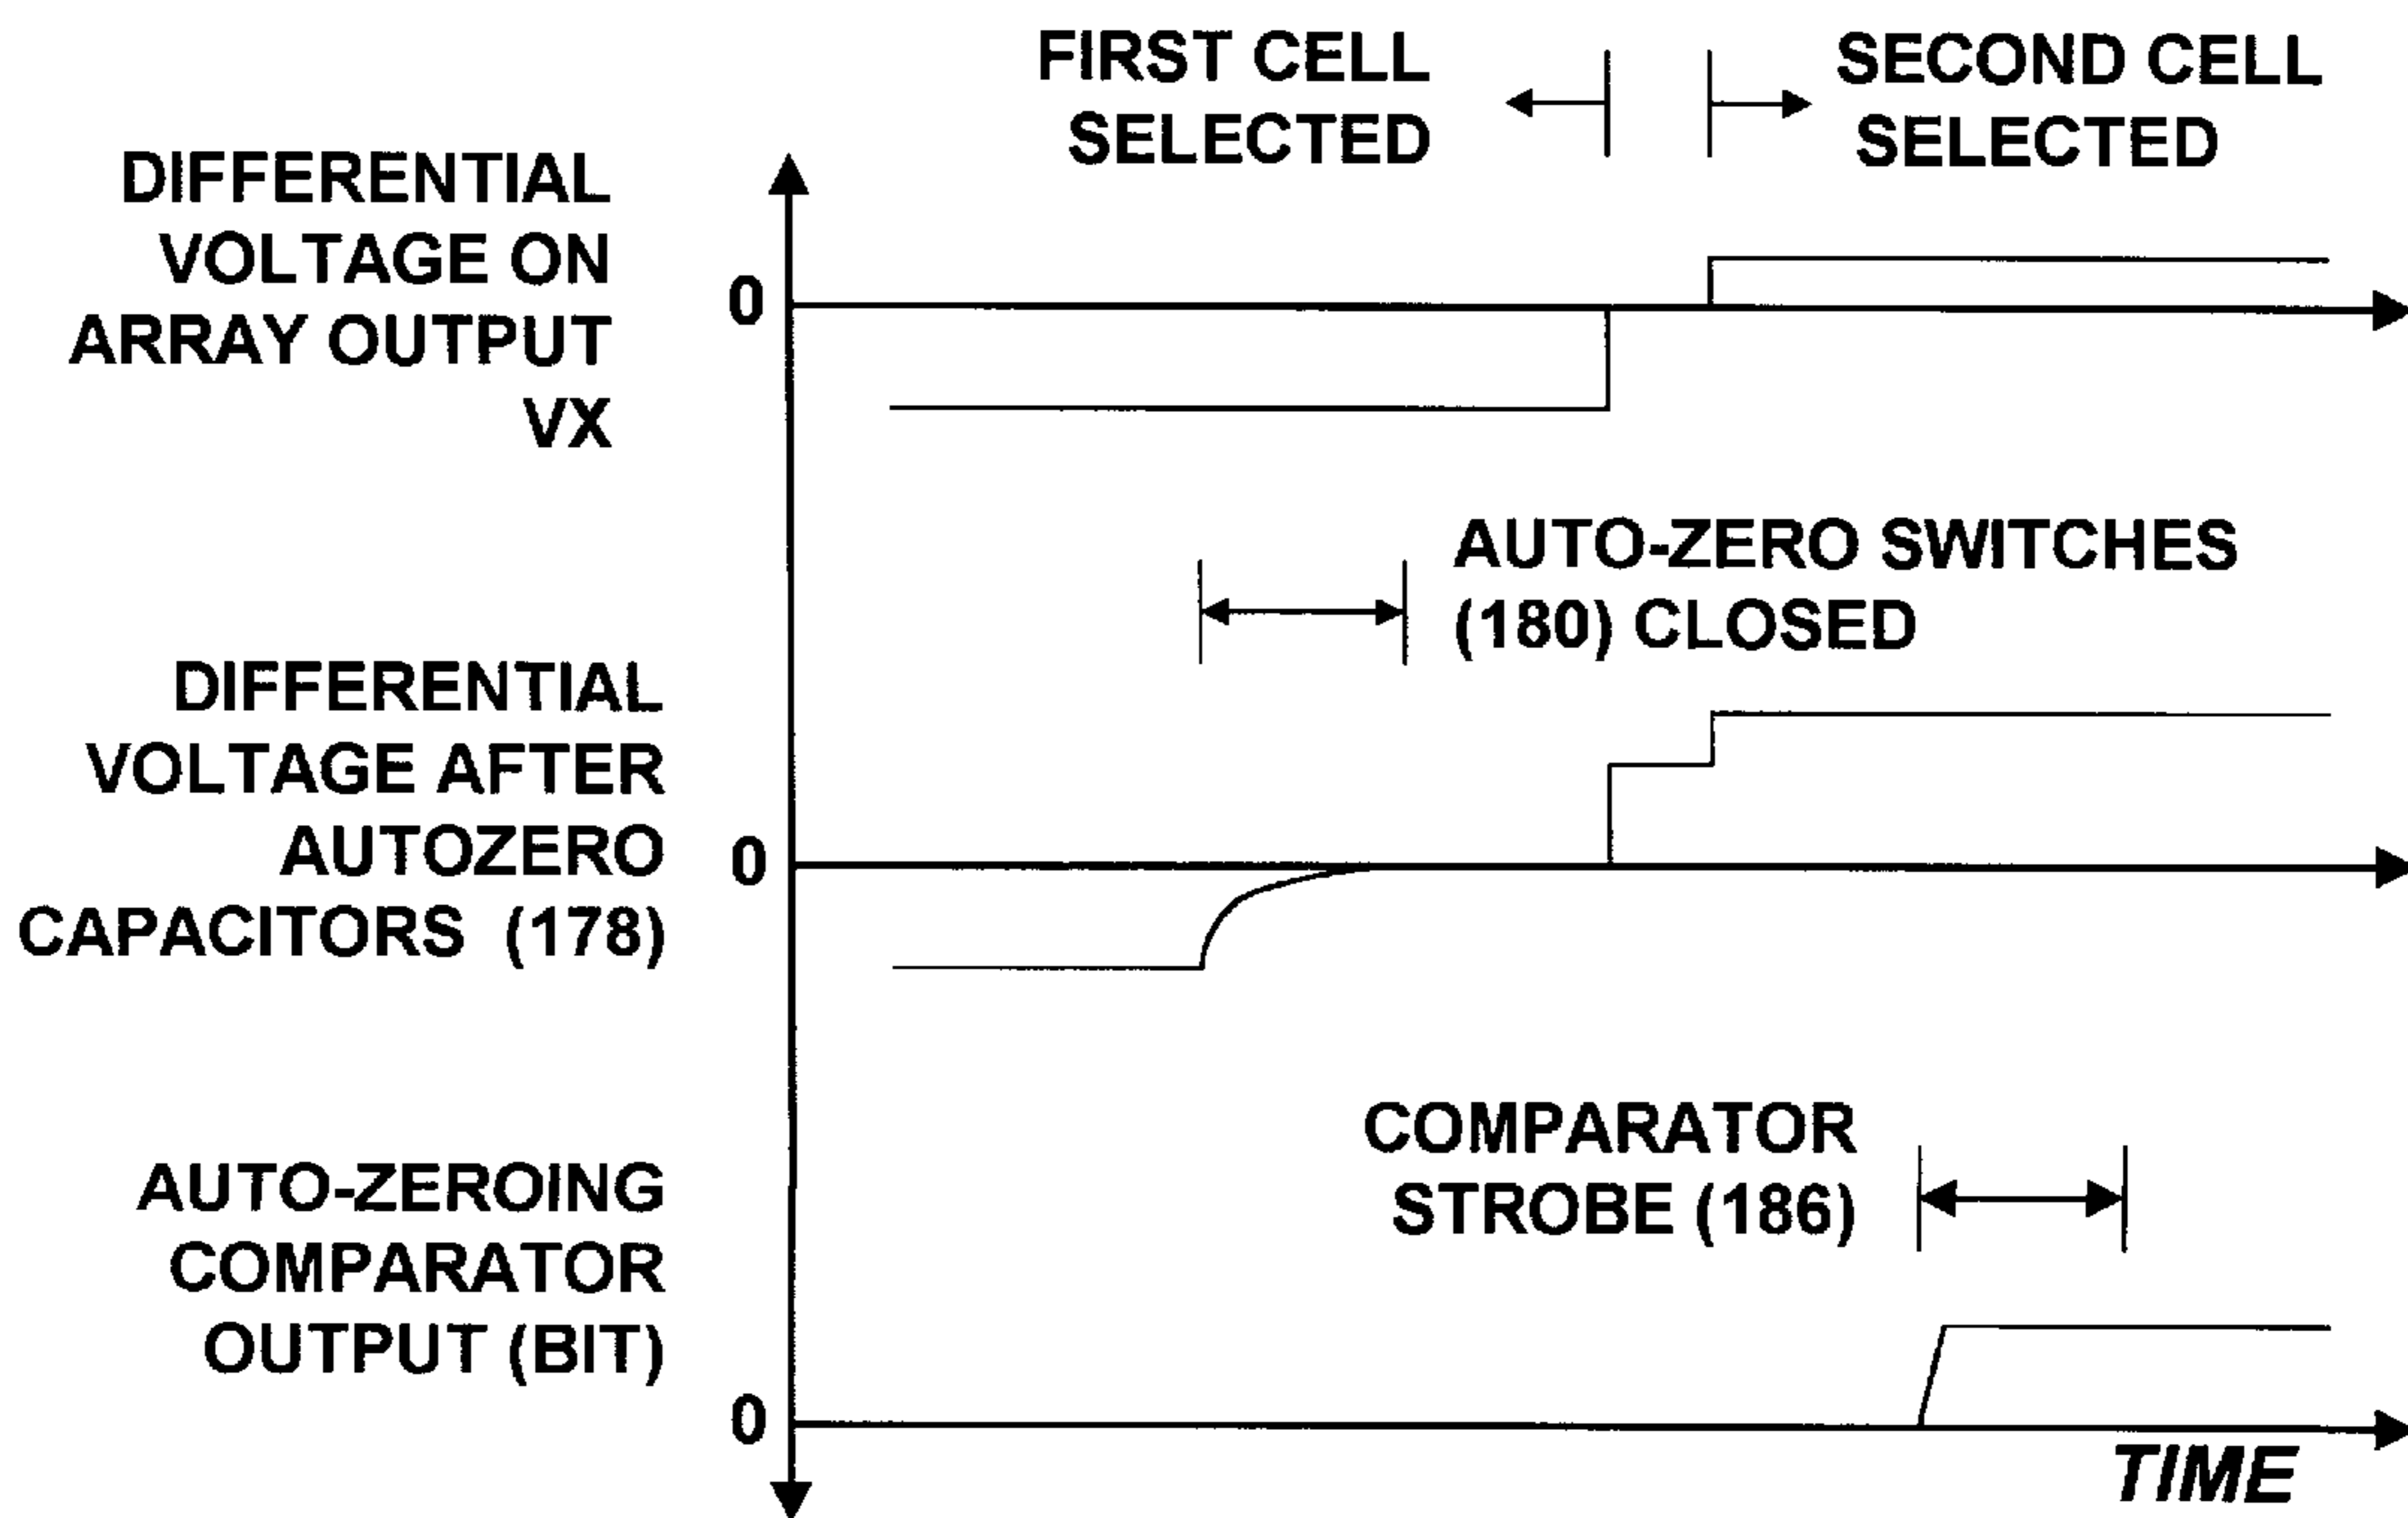 FIRST CELL
SELECTED
SECOND CELL
SELECTED
DIFFERENTIAL
VOLTAGE ON
ARRAY OUTPUT
VX
0
AUTO-ZERO SWITCHES
(180) CLOSED
DIFFERENTIAL
VOLTAGE AFTER
AUTOZERO
CAPACITORS (178)
0
COMPARATOR
STROBE (186)
AUTO-ZEROING
COMPARATOR
OUTPUT (BIT)
0
TIME